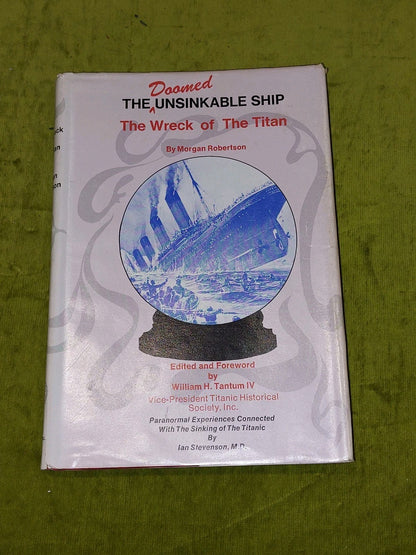 Doomed
THE ^ UNSINKABLE SHIP
The Wreck of The Titan
By Morgan Robertson
Edited and Foreword
by
William H. Tantum IV
Vice-President Titanic Historical
Society, Inc.
Paranormal Experiences Connected
With The Sinking of The Titanic
By
Ian Stevenson, M.D.